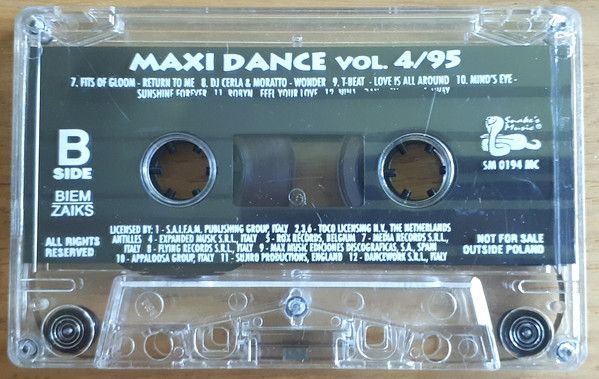 MAXI DANCE VOL. 4/95
7. FITS OF GLOOM - RETURN TO ME 8. DJ CERLA & MORATTO - WONDER 9. T-BEAT - LOVE IS ALL AROUND 10. MIND'S EYE -
SUNSHINE FOREVER 11. ROBYN FEEL YOUR LOVE 12.
Snake's
Music
SM 0194 MC
B
SIDE
BIEM
ZAIKS
ALL RIGHTS
RESERVED
LICENSED BY: 1 - S.A.I.F.A.M. PUBLISHING GROUP, ITALY 2,3,6 - TOCO LICENSING N.V., THE NETHERLANDS
ANTILLES 4 - EXPANDED MUSIC S.R.L., ITALY 5 - ROX RECORDS, BELGIUM 7 - MEDIA RECORDS S.R.L.,
ITALY 8 - FLYING RECORDS S.R.L., ITALY 9 - MAX MUSIC EDICIONES DISCOGRAFICAS, S.A., SPAIN
10 - APPALOOSA GROUP, ITALY 11 - SUJIRO PRODUCTIONS, ENGLAND 12 - DANCEWORK S.R.L., ITALY
NOT FOR SALE
OUTSIDE POLAND